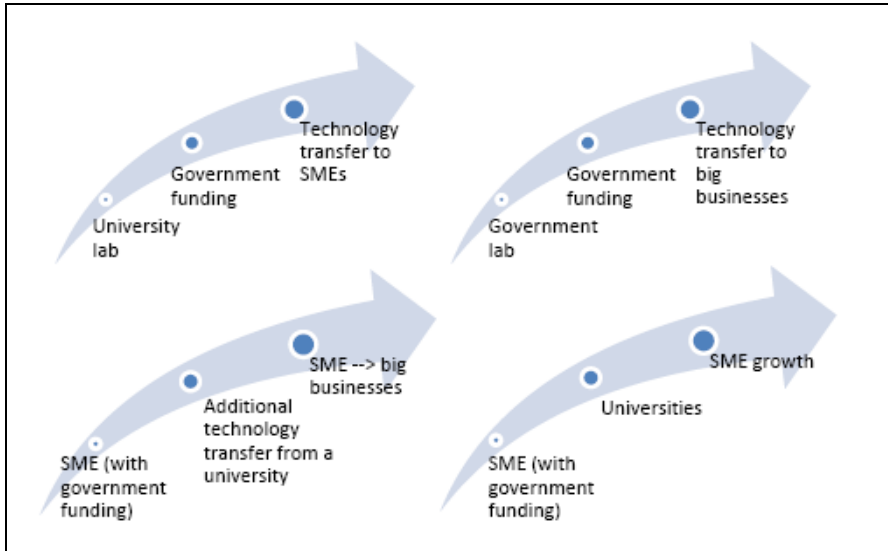 University
lab
Government
funding
Technology
transfer to
SMEs
Government
lab
Government
funding
Technology
transfer to
big
businesses
SME (with
government
funding)
Additional
technology
transfer from a
university
SME --> big
businesses
SME (with
government
funding)
Universities
SME growth